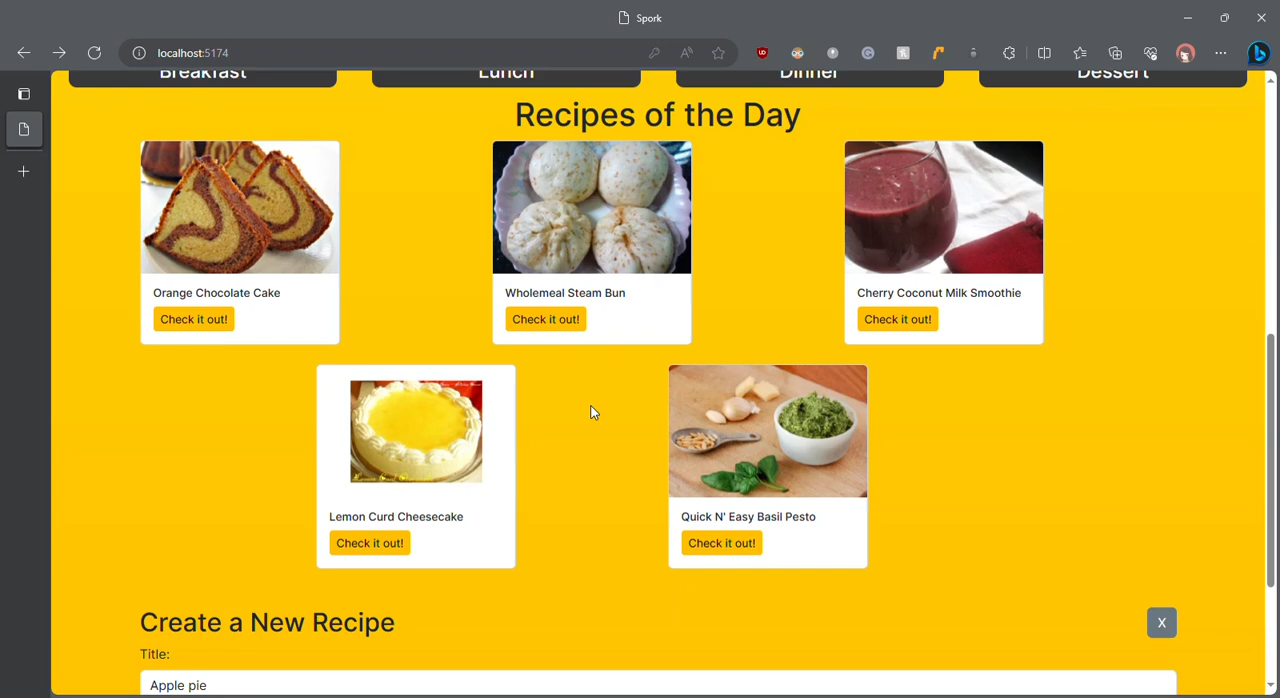 Spork
localhost:5174
Breakfast
Lunch
Dinner
Dessert
Recipes of the Day
Orange Chocolate Cake
Check it out!
Wholemeal Steam Bun
Check it out!
Cherry Coconut Milk Smoothie
Check it out!
Lemon Curd Cheesecake
Check it out!
Quick N' Easy Basil Pesto
Check it out!
Create a New Recipe
X
Title:
Apple pie